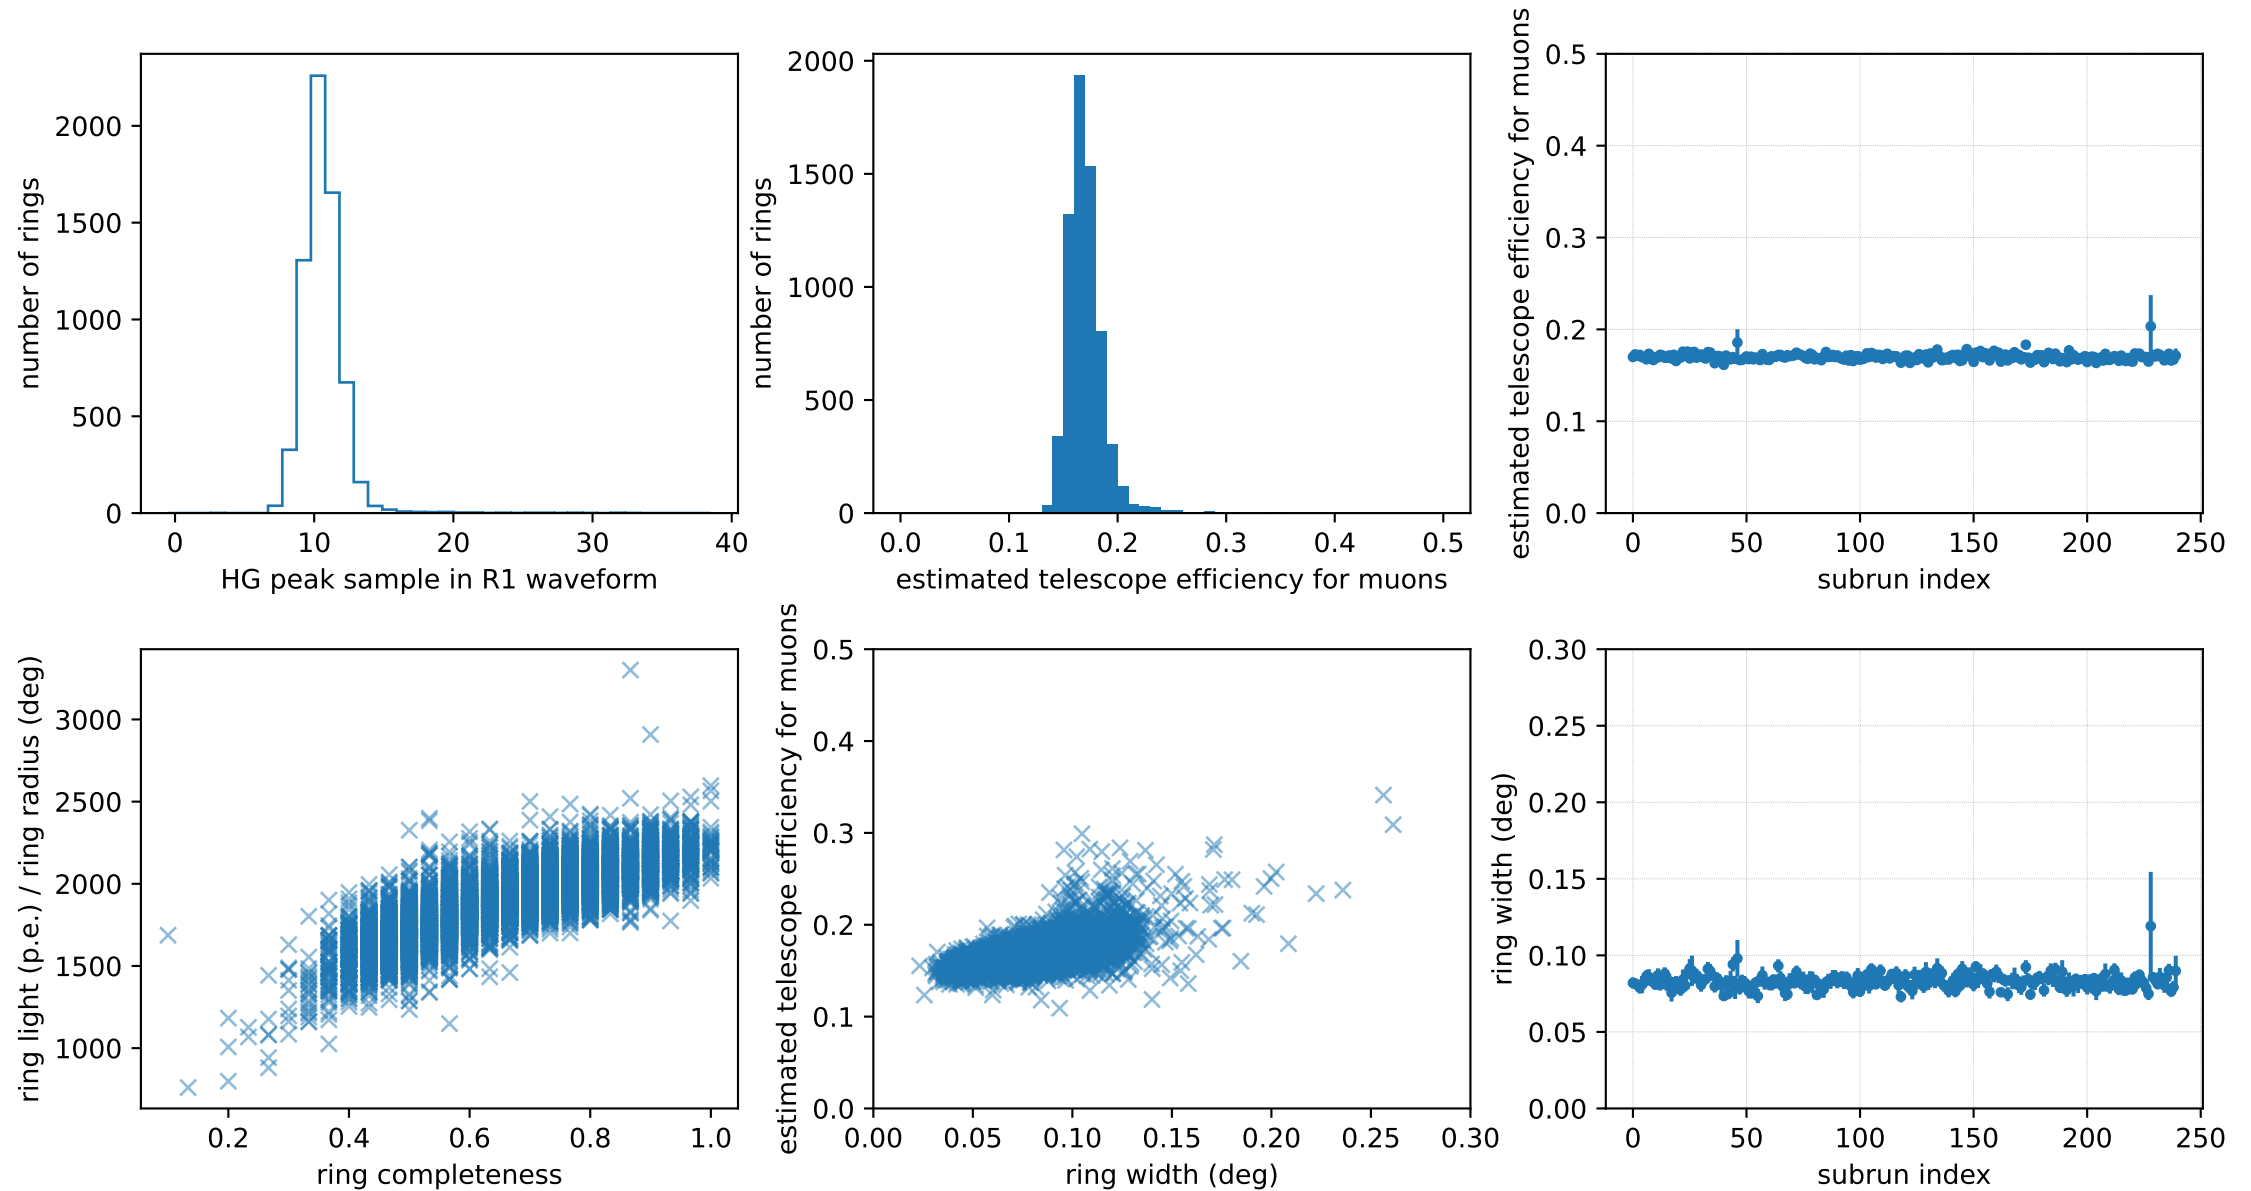 2000
1500
1000
500
0
number of rings
0 10 20 30 40
HG peak sample in R1 waveform
2000
1500
1000
500
0
number of rings
0.0 0.1 0.2 0.3 0.4 0.5
estimated telescope efficiency for muons
0.5
0.4
0.3
0.2
0.1
0.0
estimated telescope efficiency for muons
0 50 100 150 200 250
subrun index
3000
2500
2000
1500
1000
ring light (p.e.) / ring radius (deg)
0.2 0.4 0.6 0.8 1.0
ring completeness
0.5
0.4
0.3
0.2
0.1
0.0
estimated telescope efficiency for muons
0.00 0.05 0.10 0.15 0.20 0.25 0.30
ring width (deg)
0.30
0.25
0.20
0.15
0.10
0.05
0.00
ring width (deg)
0 50 100 150 200 250
subrun index